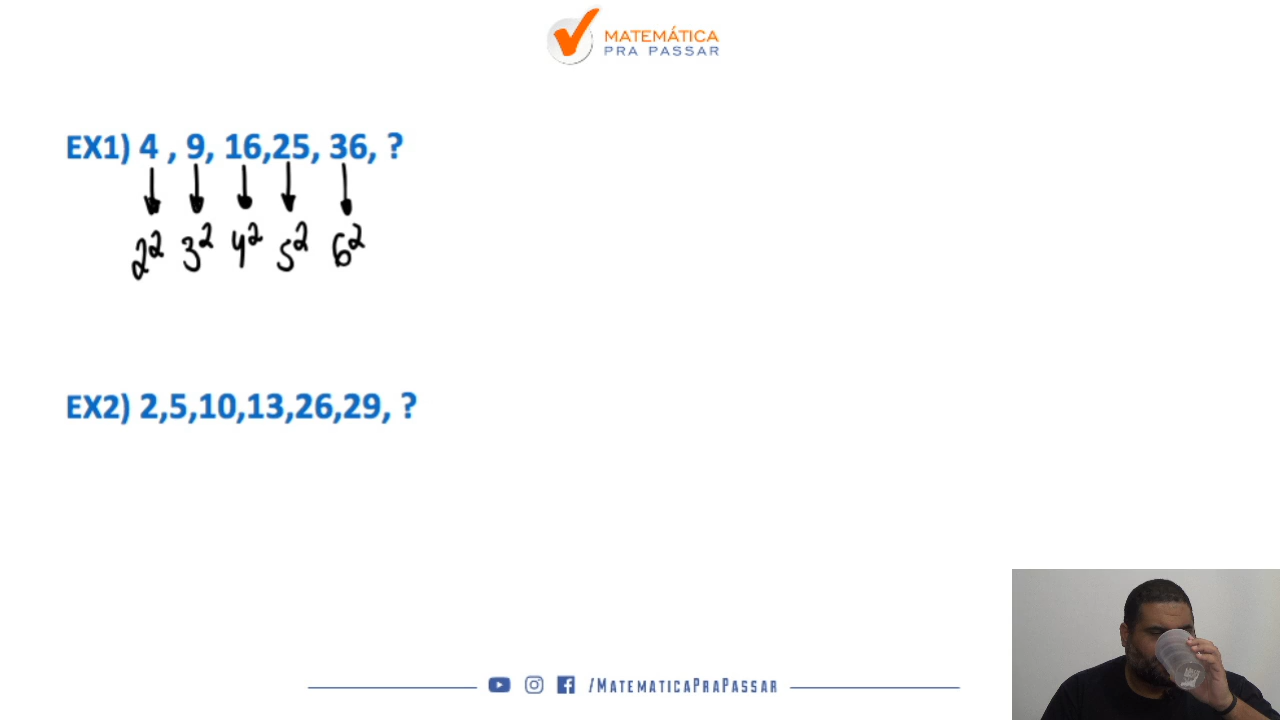 MATEMÁTICA
PRA PASSAR
EX1) 4 , 9, 16,25, 36, ?
2² 3² 4² 5² 6²
EX2) 2,5,10,13,26,29, ?
/MATEMATICAPRAPASSAR